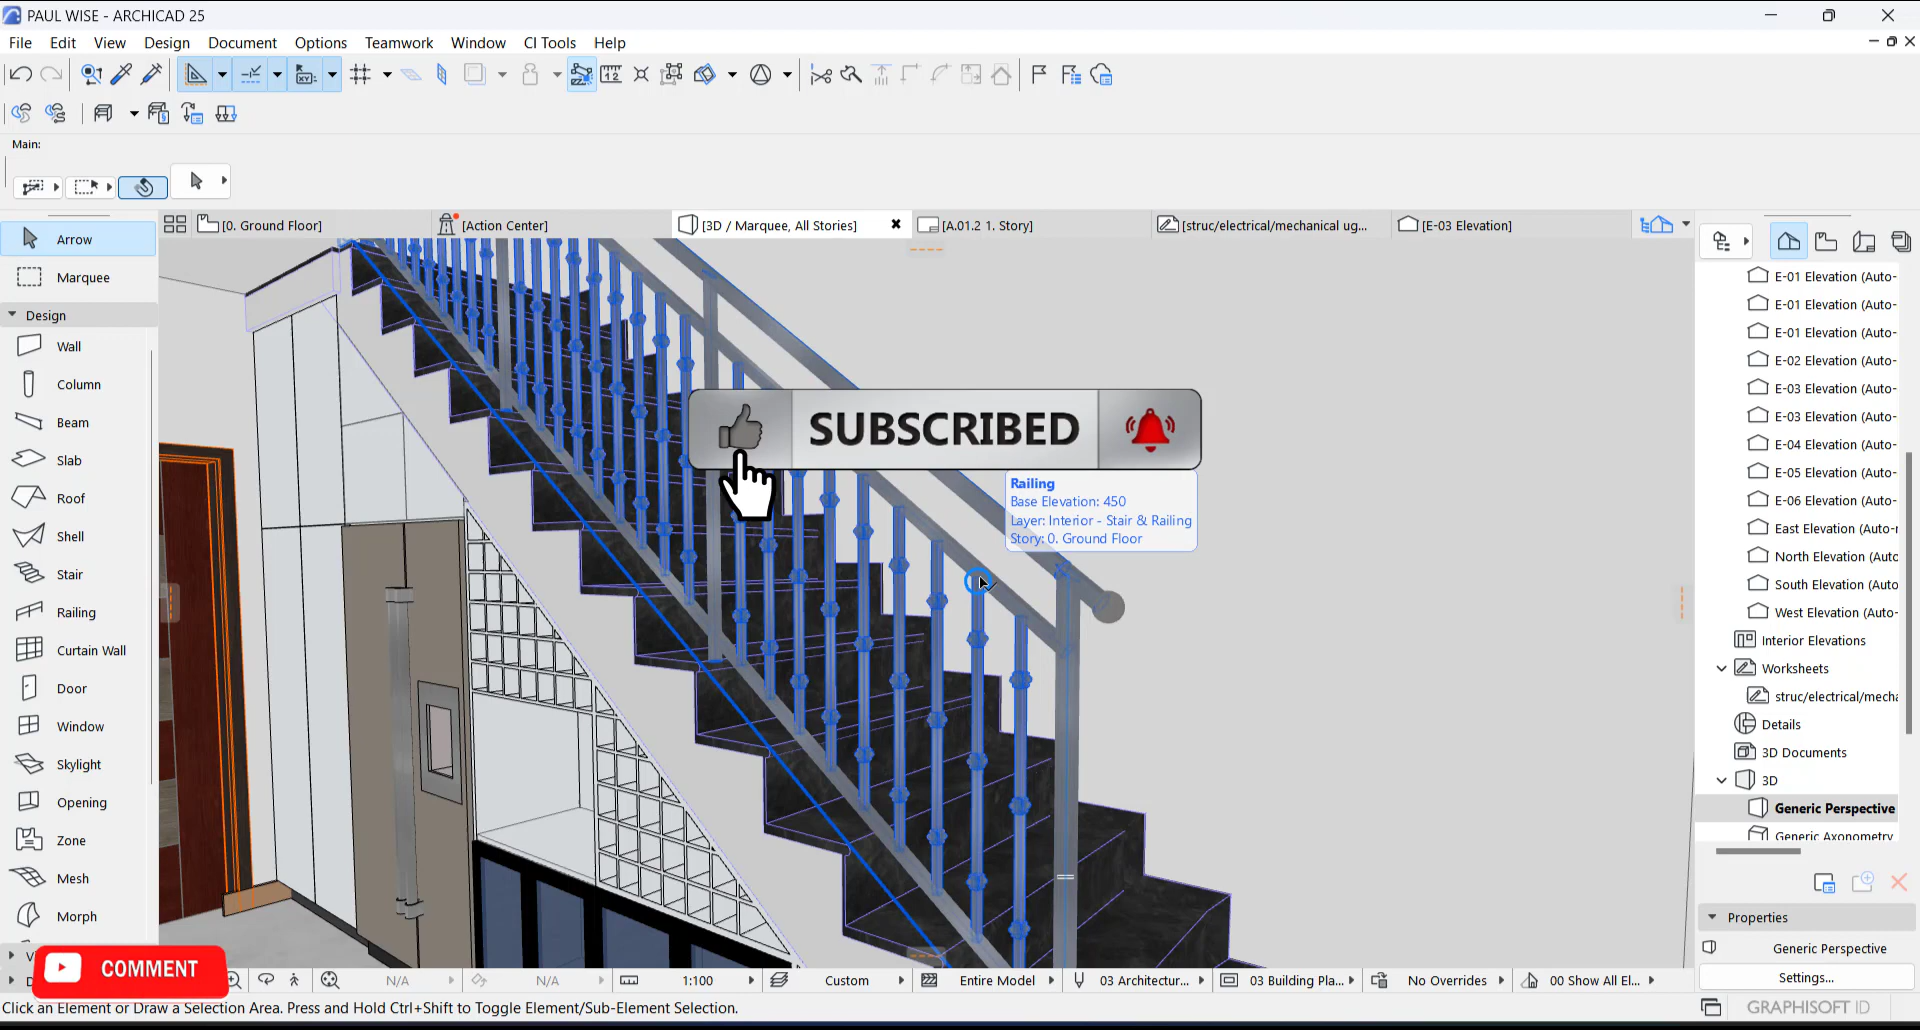 PAUL WISE - ARCHICAD 25
File Edit View Design Document Options Teamwork Window CI Tools Help
Main:
[0. Ground Floor] [Action Center] [3D / Marquee, All Stories] [A.01.2 1. Story] [struc/electrical/mechanical ug... [E-03 Elevation]
Arrow
Marquee
Design
Wall
Column
Beam
Slab
Roof
Shell
Stair
Railing
Curtain Wall
Door
Window
Skylight
Opening
Zone
Mesh
Morph
SUBSCRIBED
Railing
Base Elevation: 450
Layer: Interior - Stair & Railing
Story: 0. Ground Floor
E-01 Elevation (Auto-
E-01 Elevation (Auto-
E-01 Elevation (Auto-
E-02 Elevation (Auto-
E-03 Elevation (Auto-
E-03 Elevation (Auto-
E-04 Elevation (Auto-
E-05 Elevation (Auto-
E-06 Elevation (Auto-
East Elevation (Auto-r
North Elevation (Auto
South Elevation (Auto
West Elevation (Auto-
Interior Elevations
Worksheets
struc/electrical/mecha
Details
3D Documents
3D
Generic Perspective
Generic Axonometry
Properties
Generic Perspective
Settings...
COMMENT
N/A N/A 1:100 Custom Entire Model 03 Architectur... 03 Building Pla... No Overrides 00 Show All El...
Click an Element or Draw a Selection Area. Press and Hold Ctrl+Shift to Toggle Element/Sub-Element Selection.
GRAPHISOFT ID